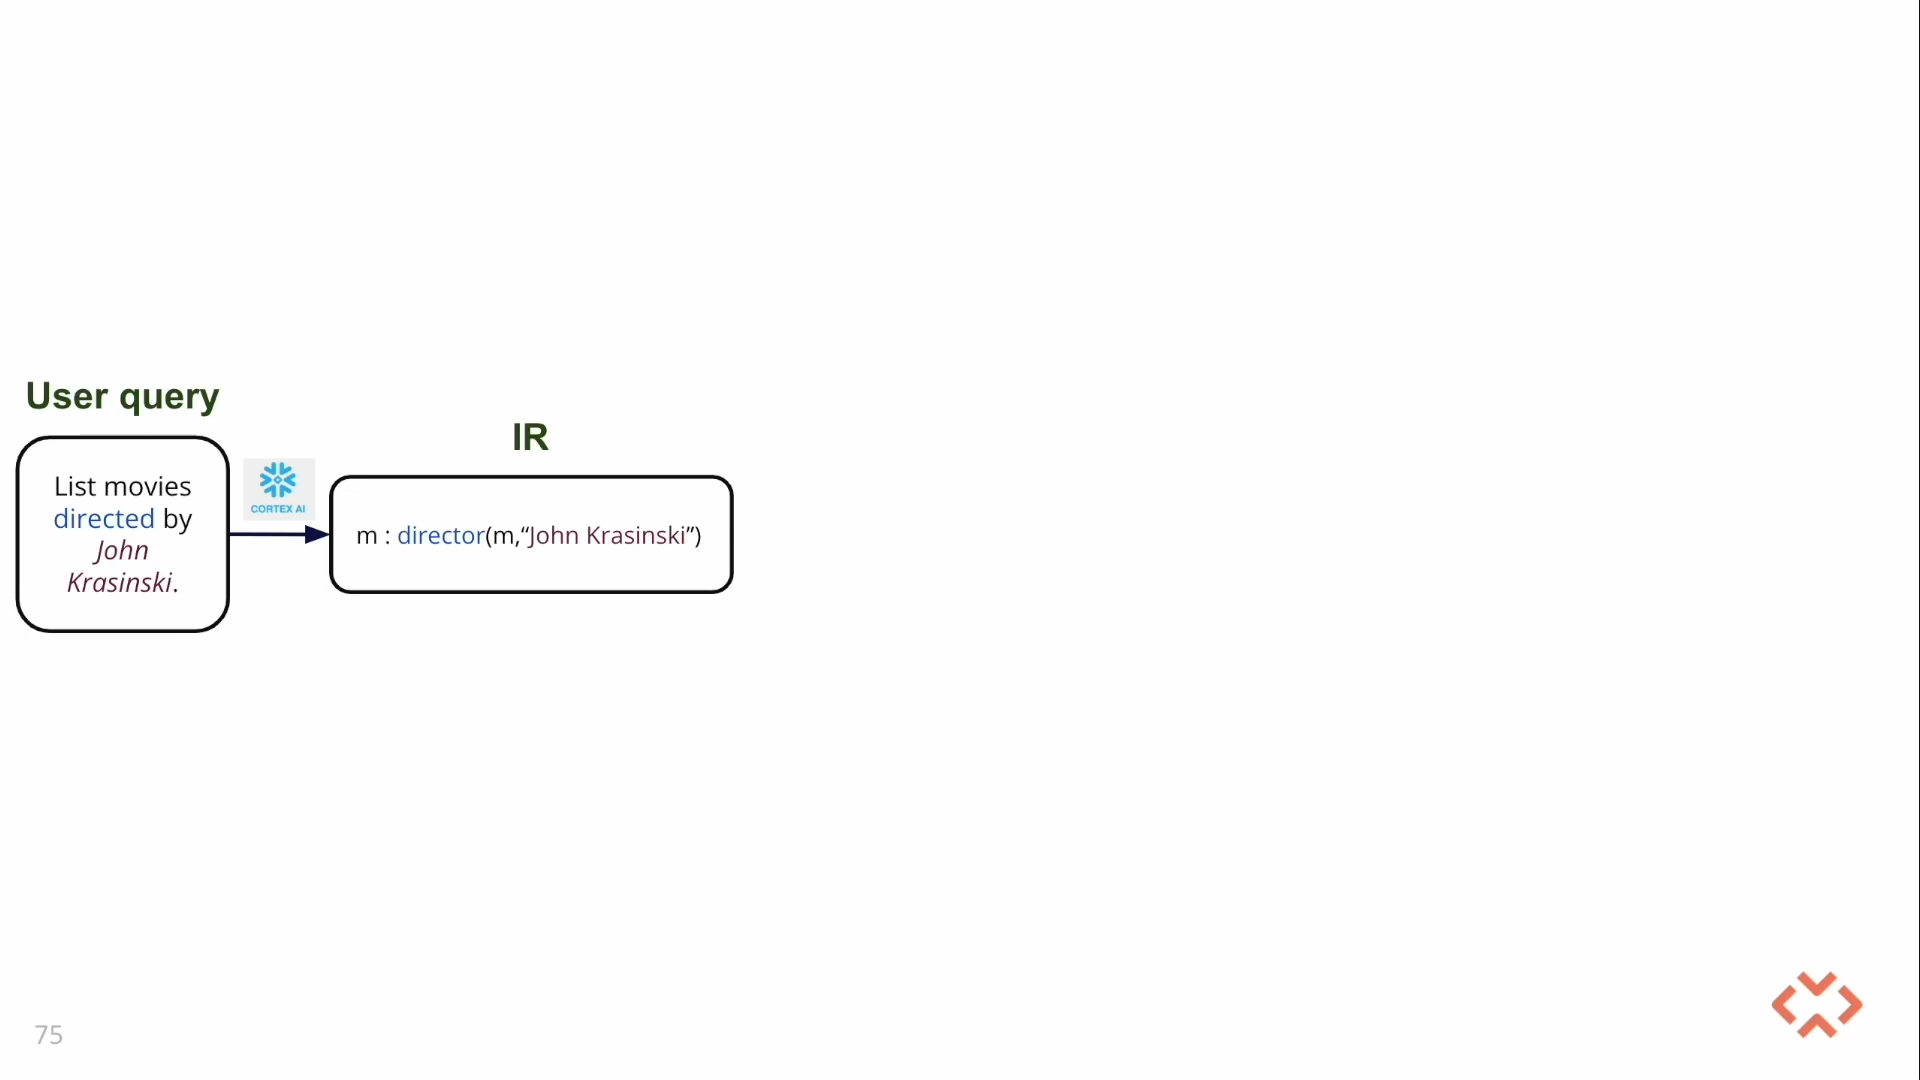 User query
List movies
directed by
John
Krasinski.
CORTEX AI
IR
m : director(m,“John Krasinski”)
75